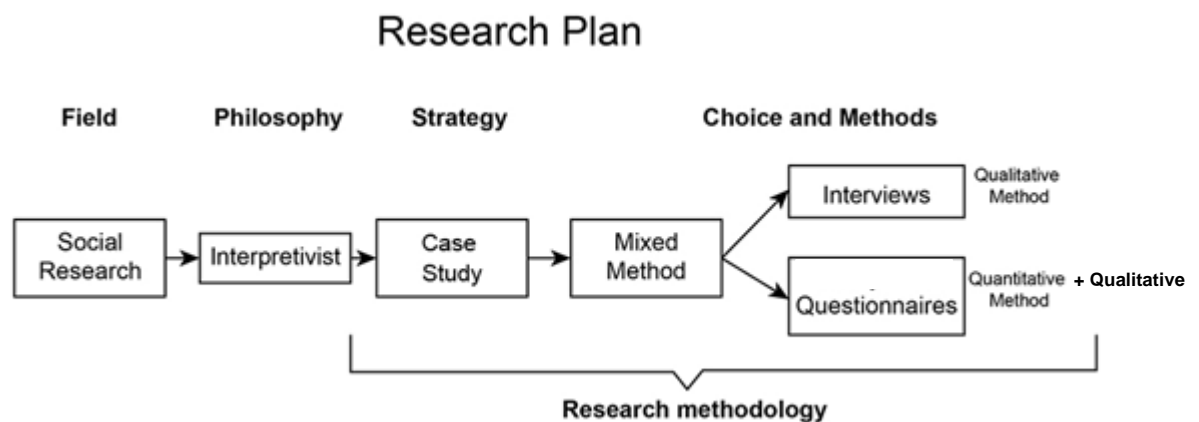 Research Plan
Field
Philosophy
Strategy
Choice and Methods
Social
Research
Interpretivist
Case
Study
Mixed
Method
Interviews
Qualitative
Method
Questionnaires
Quantitative + Qualitative
Method
Research methodology